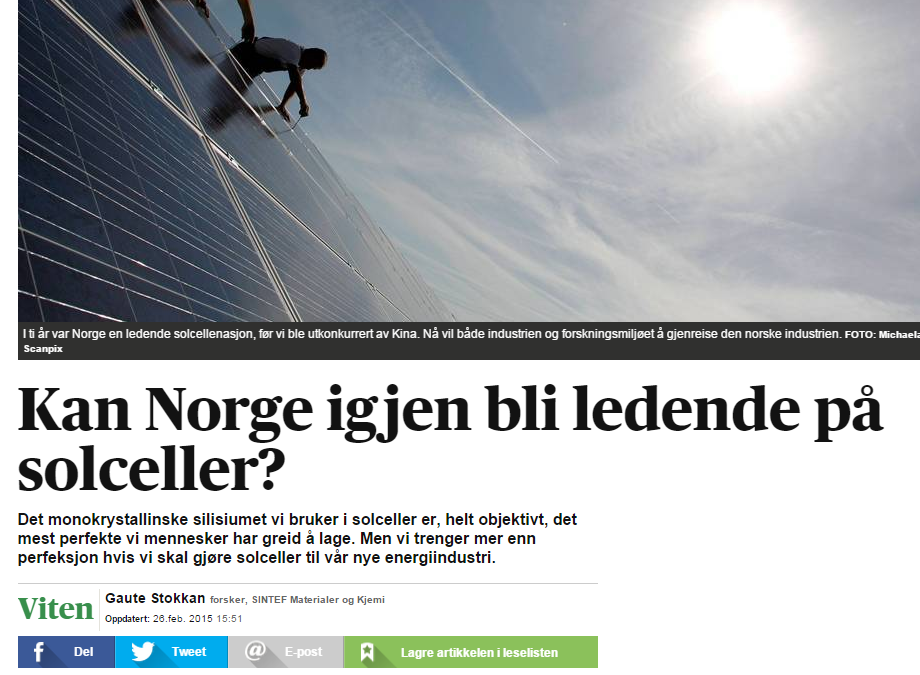 I ti år var Norge en ledende solcellenasjon, før vi ble utkonkurrert av Kina. Nå vil både industrien og forskningsmiljøet å gjenreise den norske industrien. FOTO: Michaela
Scanpix
Kan Norge igjen bli ledende på
solceller?
Det monokrystallinske silisiumet vi bruker i solceller er, helt objektivt, det
mest perfekte vi mennesker har greid å lage. Men vi trenger mer enn
perfeksjon hvis vi skal gjøre solceller til vår nye energiindustri.
Viten
Gaute Stokkan forsker, SINTEF Materialer og Kjemi
Oppdatert: 26.feb. 2015 15:51
f Del
Tweet
@ E-post
Lagre artikkelen i leselisten